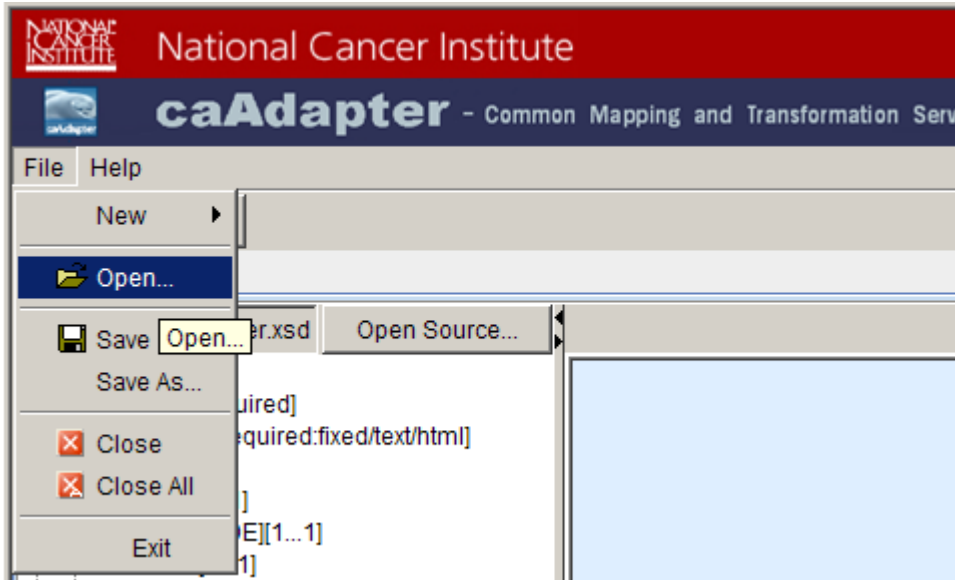 NATIONAL
CANCER
INSTITUTE
National Cancer Institute
caAdapter
caAdapter - Common Mapping and Transformation Serv
File Help
New
Open...
er.xsd Open Source...
Save Open...
Save As...
uired]
Close
equired:fixed/text/html]
Close All
]
E][1...1]
Exit
1]